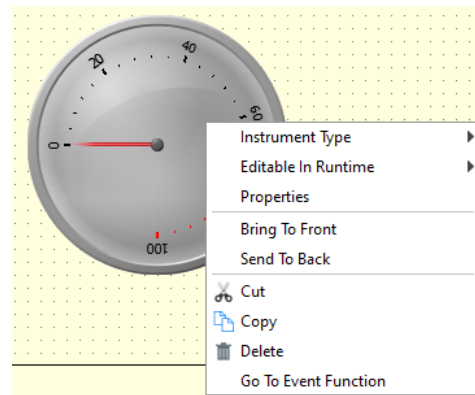 40
20
60
0
100
Instrument Type
Editable In Runtime
Properties
Bring To Front
Send To Back
Cut
Copy
Delete
Go To Event Function